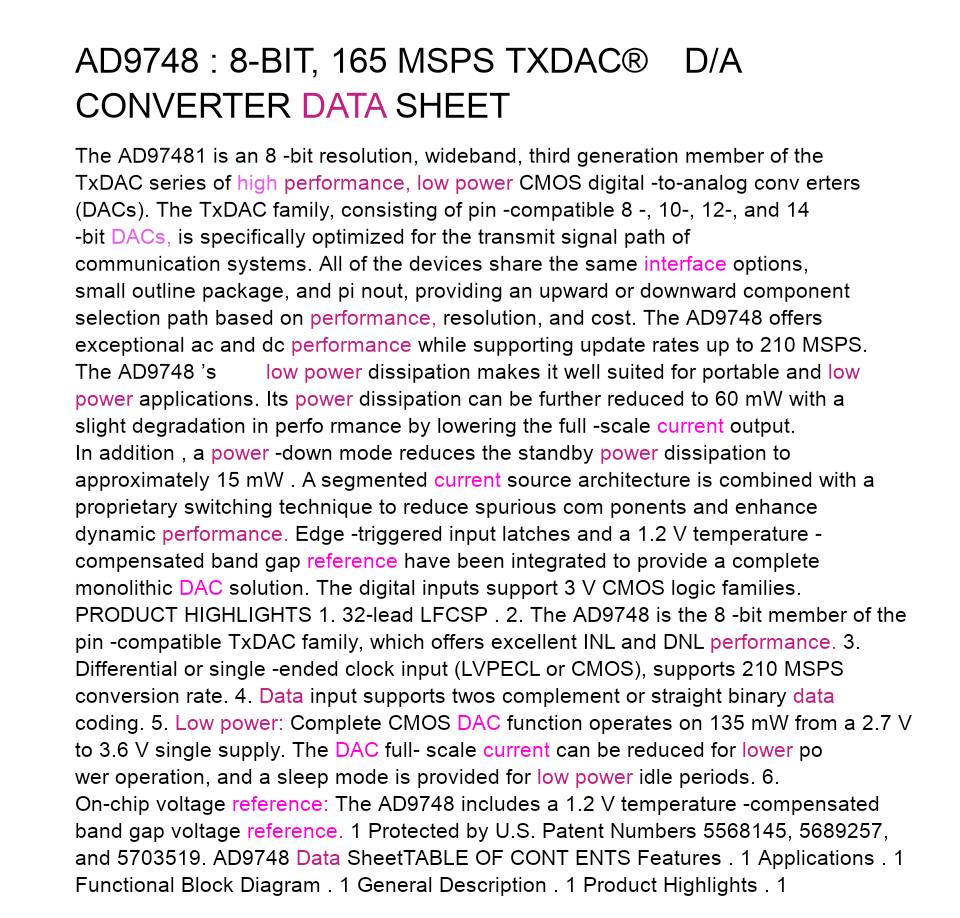 AD9748 : 8-BIT, 165 MSPS TXDAC® D/A
CONVERTER DATA SHEET
The AD97481 is an 8 -bit resolution, wideband, third generation member of the
TxDAC series of high performance, low power CMOS digital -to-analog conv erters
(DACs). The TxDAC family, consisting of pin -compatible 8 -, 10-, 12-, and 14
-bit DACs, is specifically optimized for the transmit signal path of
communication systems. All of the devices share the same interface options,
small outline package, and pi nout, providing an upward or downward component
selection path based on performance, resolution, and cost. The AD9748 offers
exceptional ac and dc performance while supporting update rates up to 210 MSPS.
The AD9748 ’s low power dissipation makes it well suited for portable and low
power applications. Its power dissipation can be further reduced to 60 mW with a
slight degradation in perfo rmance by lowering the full -scale current output.
In addition , a power -down mode reduces the standby power dissipation to
approximately 15 mW . A segmented current source architecture is combined with a
proprietary switching technique to reduce spurious com ponents and enhance
dynamic performance. Edge -triggered input latches and a 1.2 V temperature -
compensated band gap reference have been integrated to provide a complete
monolithic DAC solution. The digital inputs support 3 V CMOS logic families.
PRODUCT HIGHLIGHTS 1. 32-lead LFCSP . 2. The AD9748 is the 8 -bit member of the
pin -compatible TxDAC family, which offers excellent INL and DNL performance. 3.
Differential or single -ended clock input (LVPECL or CMOS), supports 210 MSPS
conversion rate. 4. Data input supports twos complement or straight binary data
coding. 5. Low power: Complete CMOS DAC function operates on 135 mW from a 2.7 V
to 3.6 V single supply. The DAC full- scale current can be reduced for lower po
wer operation, and a sleep mode is provided for low power idle periods. 6.
On-chip voltage reference: The AD9748 includes a 1.2 V temperature -compensated
band gap voltage reference. 1 Protected by U.S. Patent Numbers 5568145, 5689257,
and 5703519. AD9748 Data SheetTABLE OF CONT ENTS Features . 1 Applications . 1
Functional Block Diagram . 1 General Description . 1 Product Highlights . 1